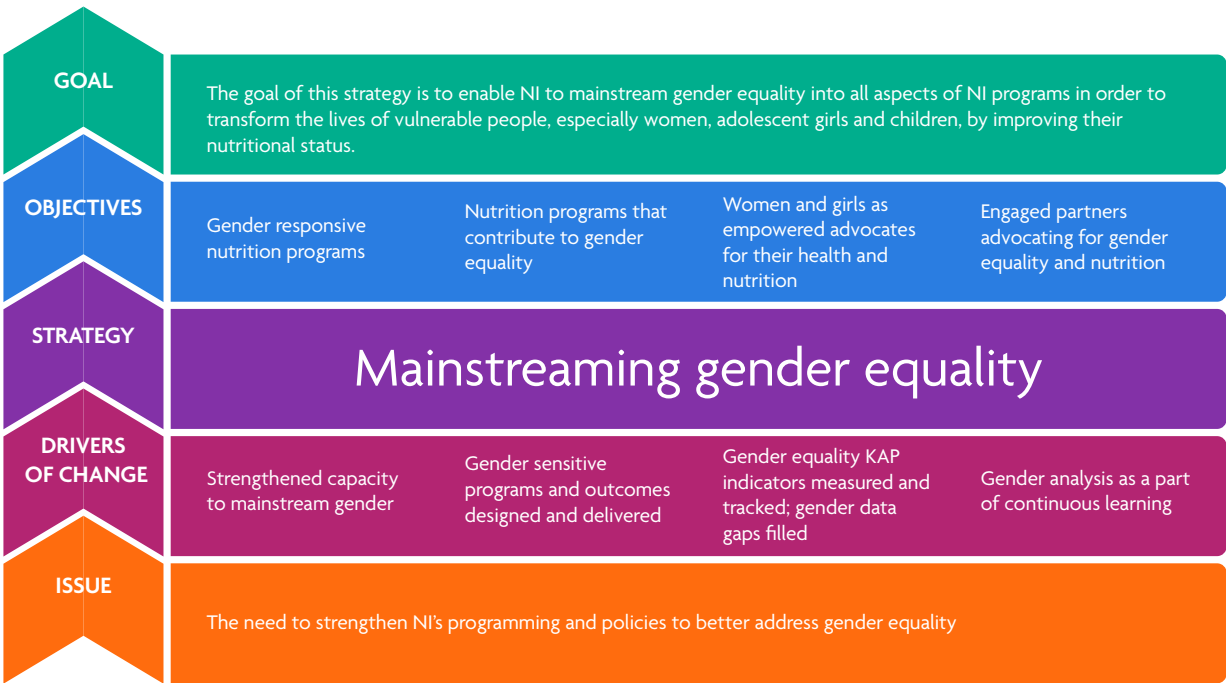 GOAL
The goal of this strategy is to enable NI to mainstream gender equality into all aspects of NI programs in order to
transform the lives of vulnerable people, especially women, adolescent girls and children, by improving their
nutritional status.
OBJECTIVES
Gender responsive
nutrition programs
Nutrition programs that
contribute to gender
equality
Women and girls as
empowered advocates
for their health and
nutrition
Engaged partners
advocating for gender
equality and nutrition
STRATEGY
Mainstreaming gender equality
DRIVERS
OF CHANGE
Strengthened capacity
to mainstream gender
Gender sensitive
programs and outcomes
designed and delivered
Gender equality KAP
indicators measured and
tracked; gender data
gaps filled
Gender analysis as a part
of continuous learning
ISSUE
The need to strengthen NI's programming and policies to better address gender equality